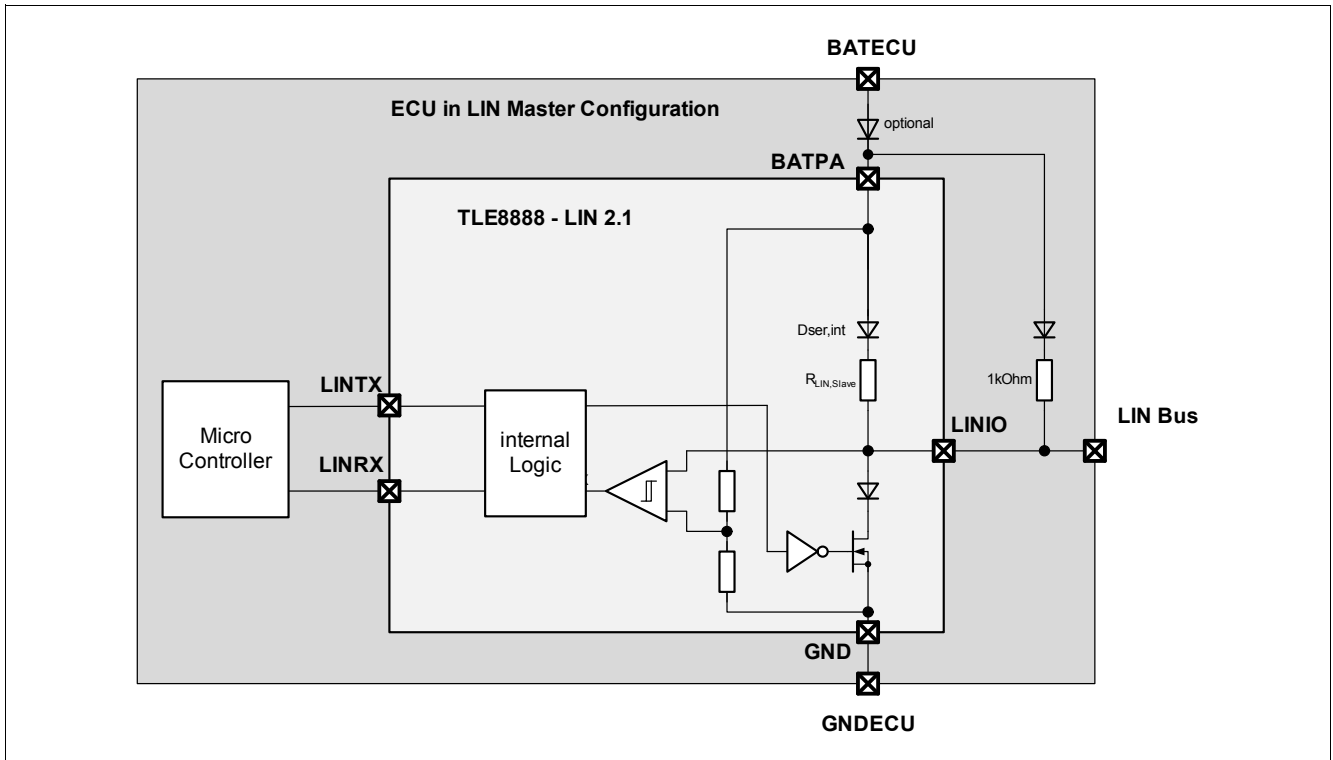 BATECU
ECU in LIN Master Configuration
optional
BATPA
TLE8888 - LIN 2.1
Dser,int
RLIN,Slave
1kOhm
LINTX
LINIO
LIN Bus
Micro
Controller
internal
Logic
LINRX
GND
GNDECU